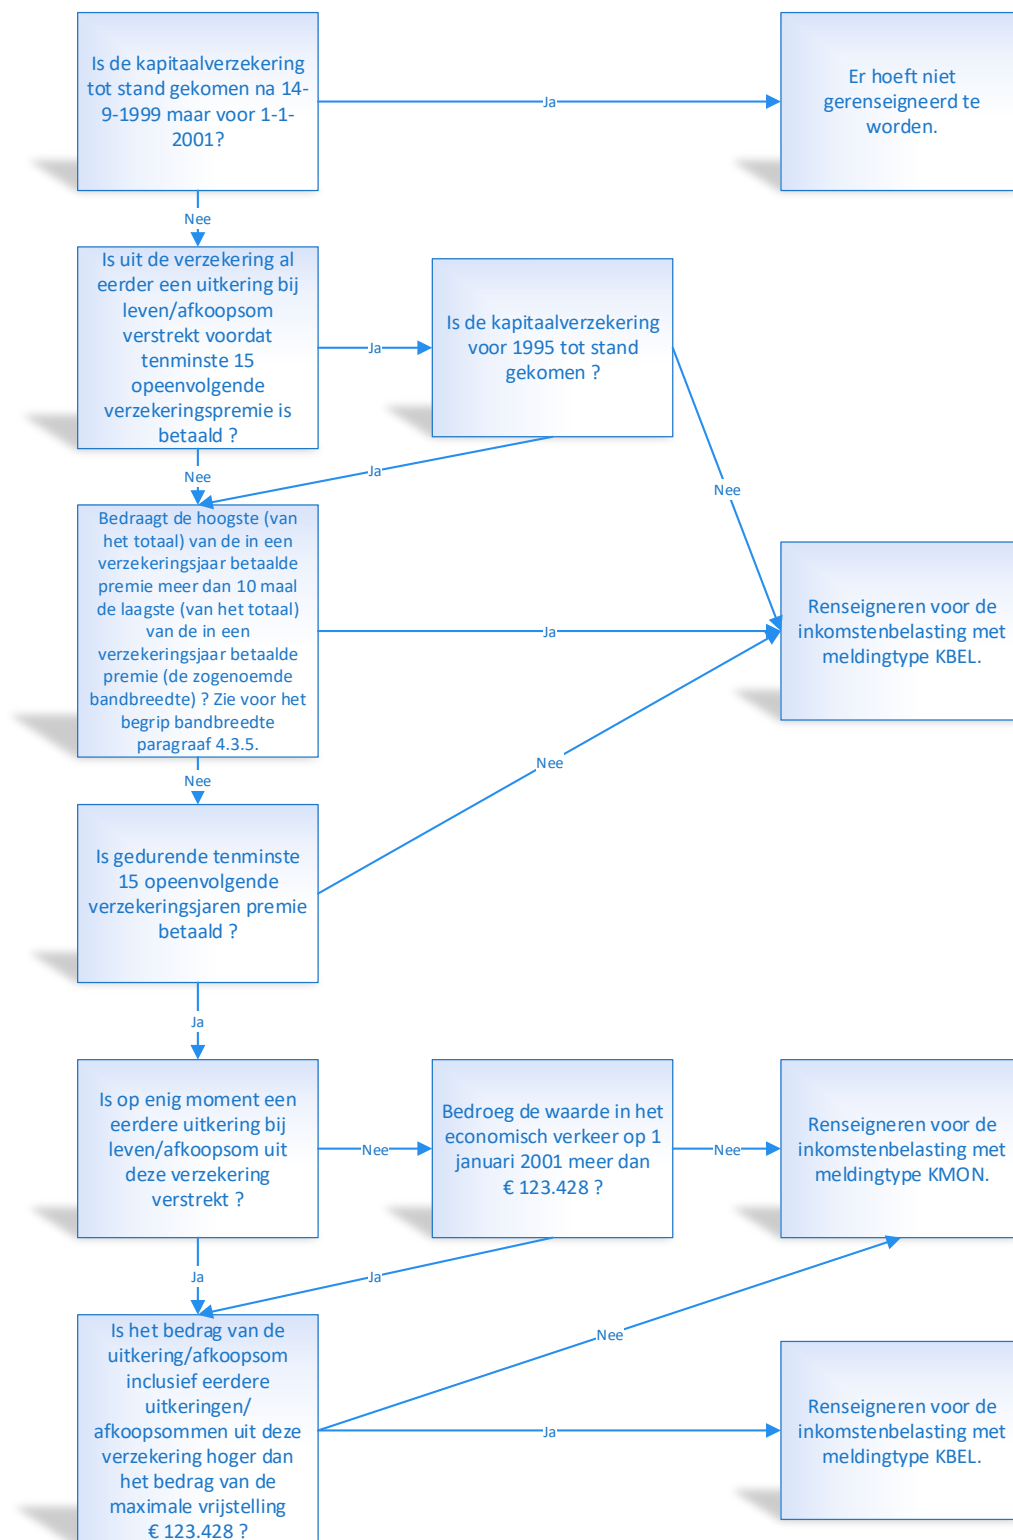 Is de kapitaalverzekering
tot stand gekomen na 14-
9-1999 maar voor 1-1-
2001?
Ja
Er hoeft niet
gerenseigneerd te
worden.
Nee
Is uit de verzekering al
eerder een uitkering bij
leven/afkoopsom
verstrekt voordat
tenminste 15
opeenvolgende
verzekeringspremie is
betaald ?
Ja
Is de kapitaalverzekering
voor 1995 tot stand
gekomen ?
Nee
Ja
Nee
Bedraagt de hoogste (van
het totaal) van de in een
verzekeringsjaar betaalde
premie meer dan 10 maal
de laagste (van het totaal)
van de in een
verzekeringsjaar betaalde
premie (de zogenoemde
bandbreedte) ? Zie voor het
begrip bandbreedte
paragraaf 4.3.5.
Ja
Renseigneren voor de
inkomstenbelasting met
meldingtype KBEL.
Nee
Nee
Is gedurende tenminste
15 opeenvolgende
verzekeringsjaren premie
betaald ?
Ja
Is op enig moment een
eerdere uitkering bij
leven/afkoopsom uit
deze verzekering
verstrekt ?
Nee
Bedroeg de waarde in het
economisch verkeer op 1
januari 2001 meer dan
€ 123.428 ?
Nee
Renseigneren voor de
inkomstenbelasting met
meldingtype KMON.
Ja
Ja
Nee
Is het bedrag van de
uitkering/afkoopsom
inclusief eerdere
uitkeringen/
afkoopsommen uit deze
verzekering hoger dan
het bedrag van de
maximale vrijstelling
€ 123.428 ?
Ja
Renseigneren voor de
inkomstenbelasting met
meldingtype KBEL.